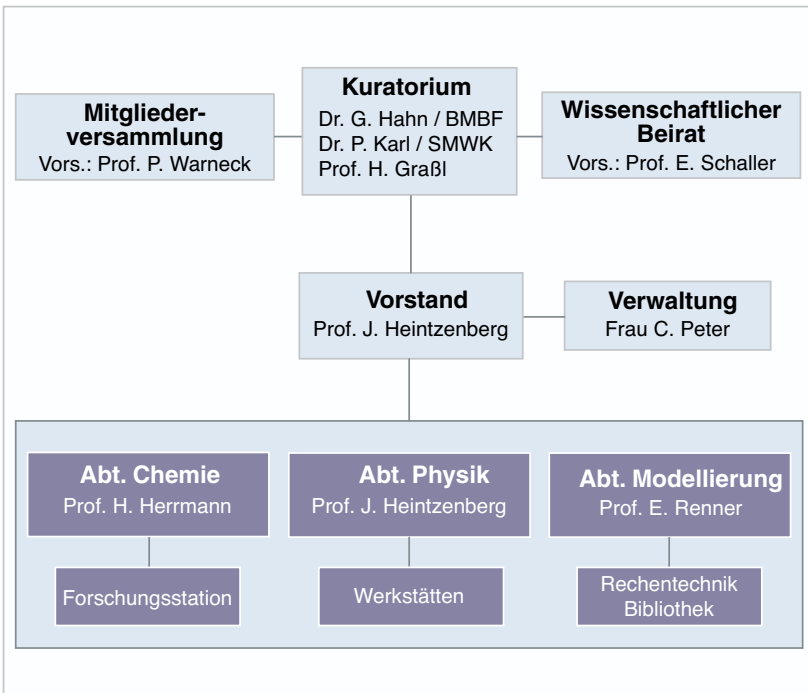 Mitglieder-
versammlung
Vors.: Prof. P. Warneck
Kuratorium
Dr. G. Hahn / BMBF
Dr. P. Karl / SMWK
Prof. H. Graßl
Wissenschaftlicher
Beirat
Vors.: Prof. E. Schaller
Vorstand
Prof. J. Heintzenberg
Verwaltung
Frau C. Peter
Abt. Chemie
Prof. H. Herrmann
Abt. Physik
Prof. J. Heintzenberg
Abt. Modellierung
Prof. E. Renner
Forschungsstation
Werkstätten
Rechentechnik
Bibliothek